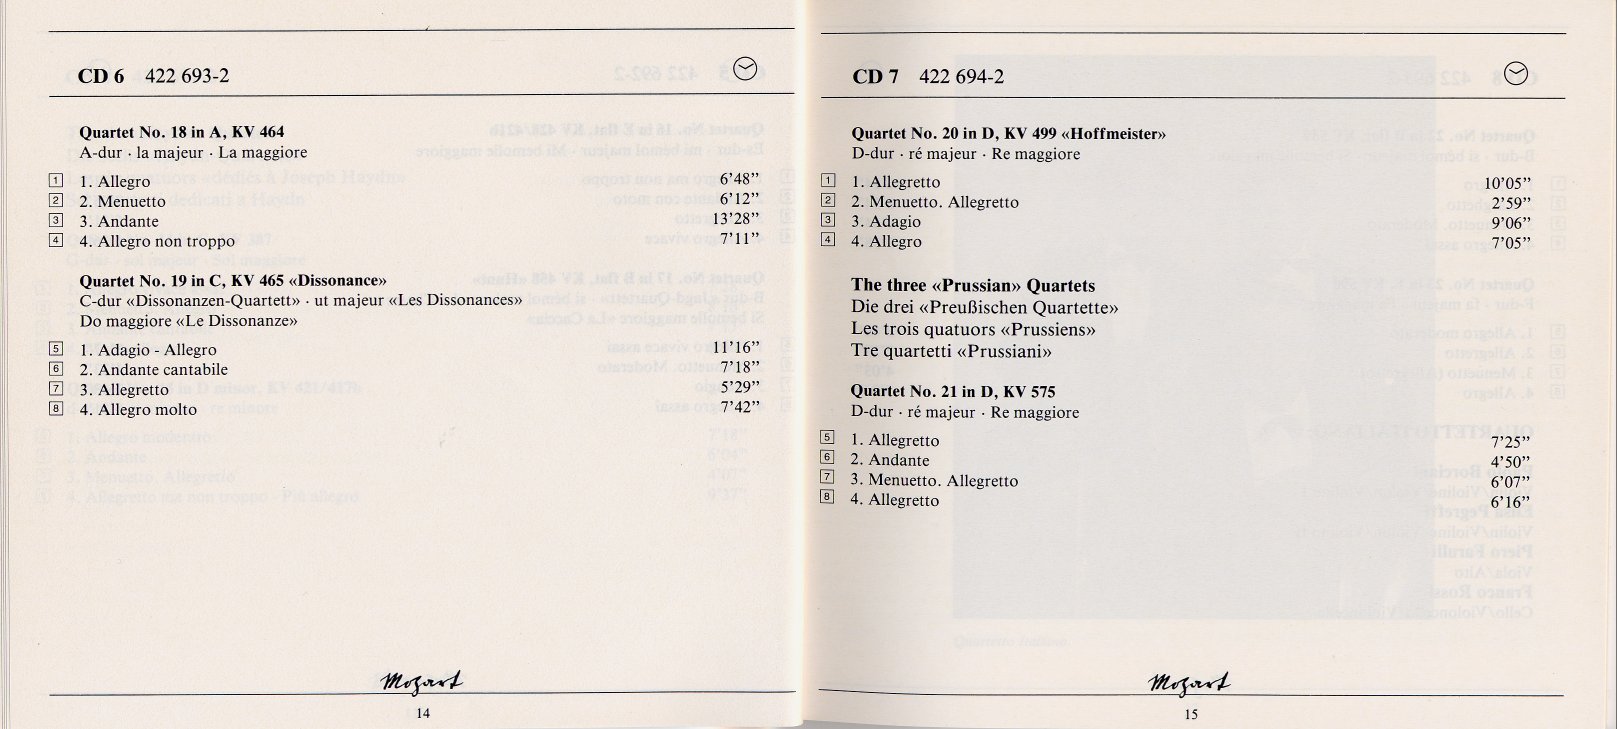 CD 6 422 693-2
Quartet No. 18 in A, KV 464
A-dur · la majeur · La maggiore
1 1. Allegro 6’48”
2 2. Menuetto 6’12”
3 3. Andante 13’28”
4 4. Allegro non troppo 7’11”
Quartet No. 19 in C, KV 465 «Dissonance»
C-dur «Dissonanzen-Quartett» · ut majeur «Les Dissonances»
Do maggiore «Le Dissonanze»
5 1. Adagio - Allegro 11’16”
6 2. Andante cantabile 7’18”
7 3. Allegretto 5’29”
8 4. Allegro molto 7’42”
Mozart
14
CD 7 422 694-2
Quartet No. 20 in D, KV 499 «Hoffmeister»
D-dur · ré majeur · Re maggiore
1 1. Allegretto 10’05”
2 2. Menuetto. Allegretto 2’59”
3 3. Adagio 9’06”
4 4. Allegro 7’05”
The three «Prussian» Quartets
Die drei «Preußischen Quartette»
Les trois quatuors «Prussiens»
Tre quartetti «Prussiani»
Quartet No. 21 in D, KV 575
D-dur · ré majeur · Re maggiore
5 1. Allegretto 7’25”
6 2. Andante 4’50”
7 3. Menuetto. Allegretto 6’07”
8 4. Allegretto 6’16”
Mozart
15